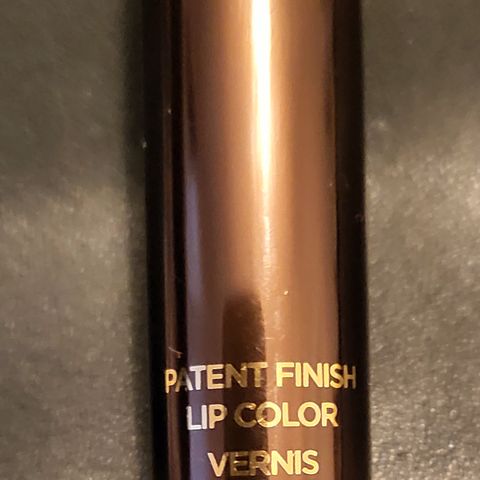 PATENT FINISH
LIP COLOR
VERNIS